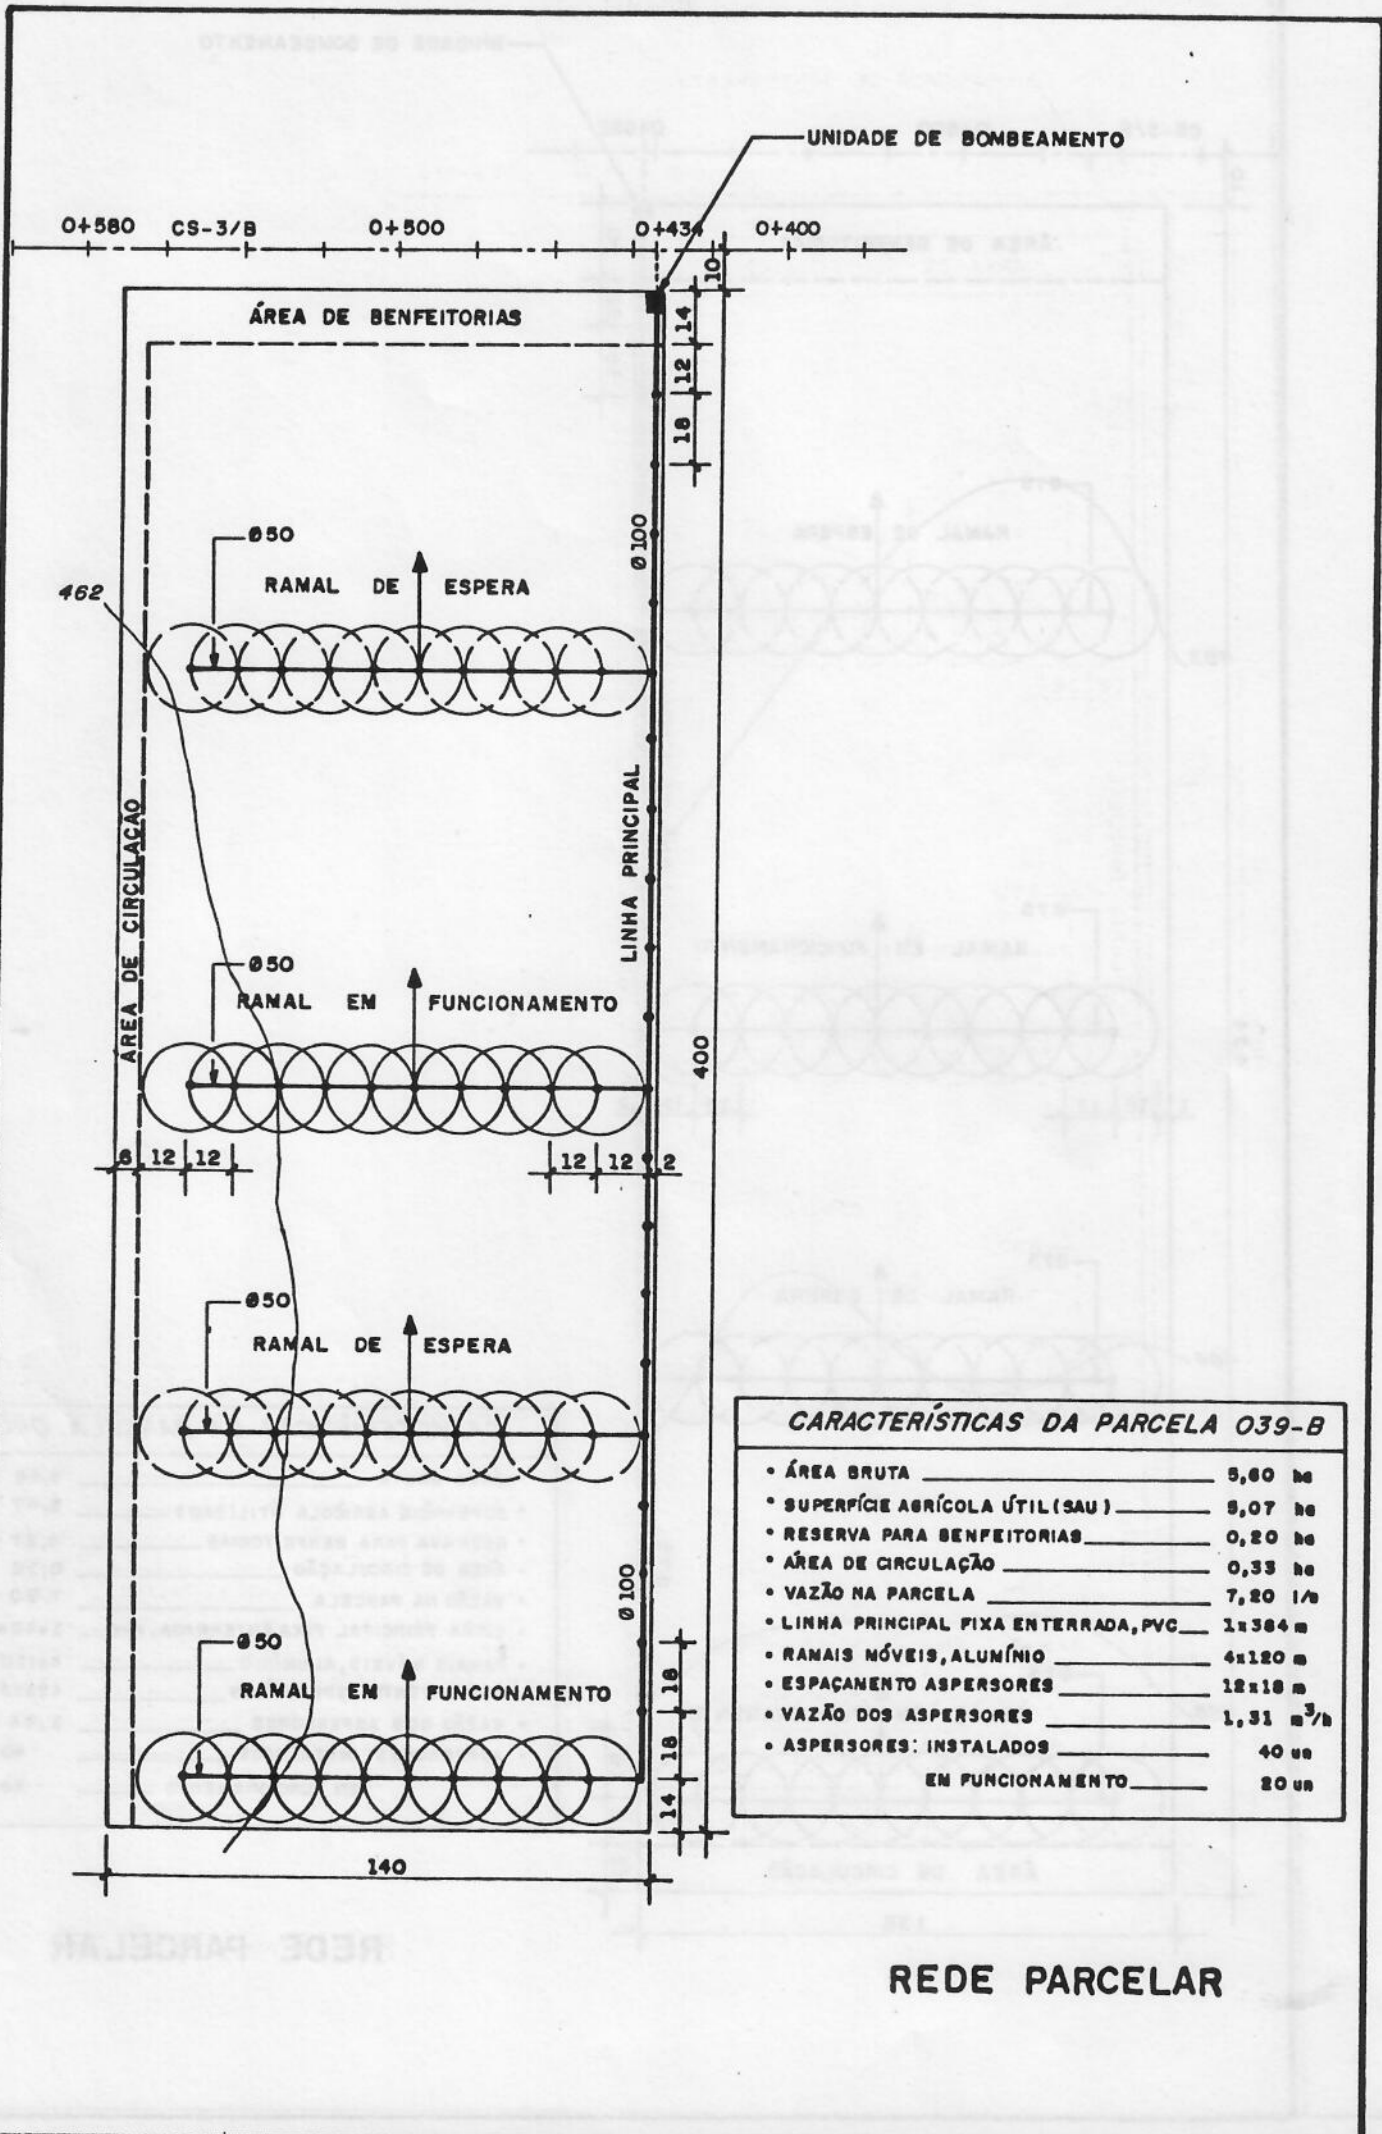 UNIDADE DE BOMBEAMENTO
0+580 CS-3/B 0+500 0+434 0+400
10
ÁREA DE BENFEITORIAS
14
12
18
Ø50
Ø100
462
RAMAL DE ESPERA
LINHA PRINCIPAL
ÁREA DE CIRCULAÇÃO
Ø50
RAMAL EM FUNCIONAMENTO
400
6 12 12 12 12 2
Ø50
RAMAL DE ESPERA
Ø100
Ø50
RAMAL EM FUNCIONAMENTO
18
18
14
140
CARACTERÍSTICAS DA PARCELA 039-B
• ÁREA BRUTA 5,60 ha
• SUPERFÍCIE AGRÍCOLA ÚTIL (SAU) 5,07 ha
• RESERVA PARA BENFEITORIAS 0,20 ha
• ÁREA DE CIRCULAÇÃO 0,33 ha
• VAZÃO NA PARCELA 7,20 l/s
• LINHA PRINCIPAL FIXA ENTERRADA, PVC 1x384 m
• RAMAIS MÓVEIS, ALUMÍNIO 4x120 m
• ESPAÇAMENTO ASPERSORES 12x18 m
• VAZÃO DOS ASPERSORES 1,31 m³/h
• ASPERSORES: INSTALADOS 40 un
EM FUNCIONAMENTO 20 un
REDE PARCELAR